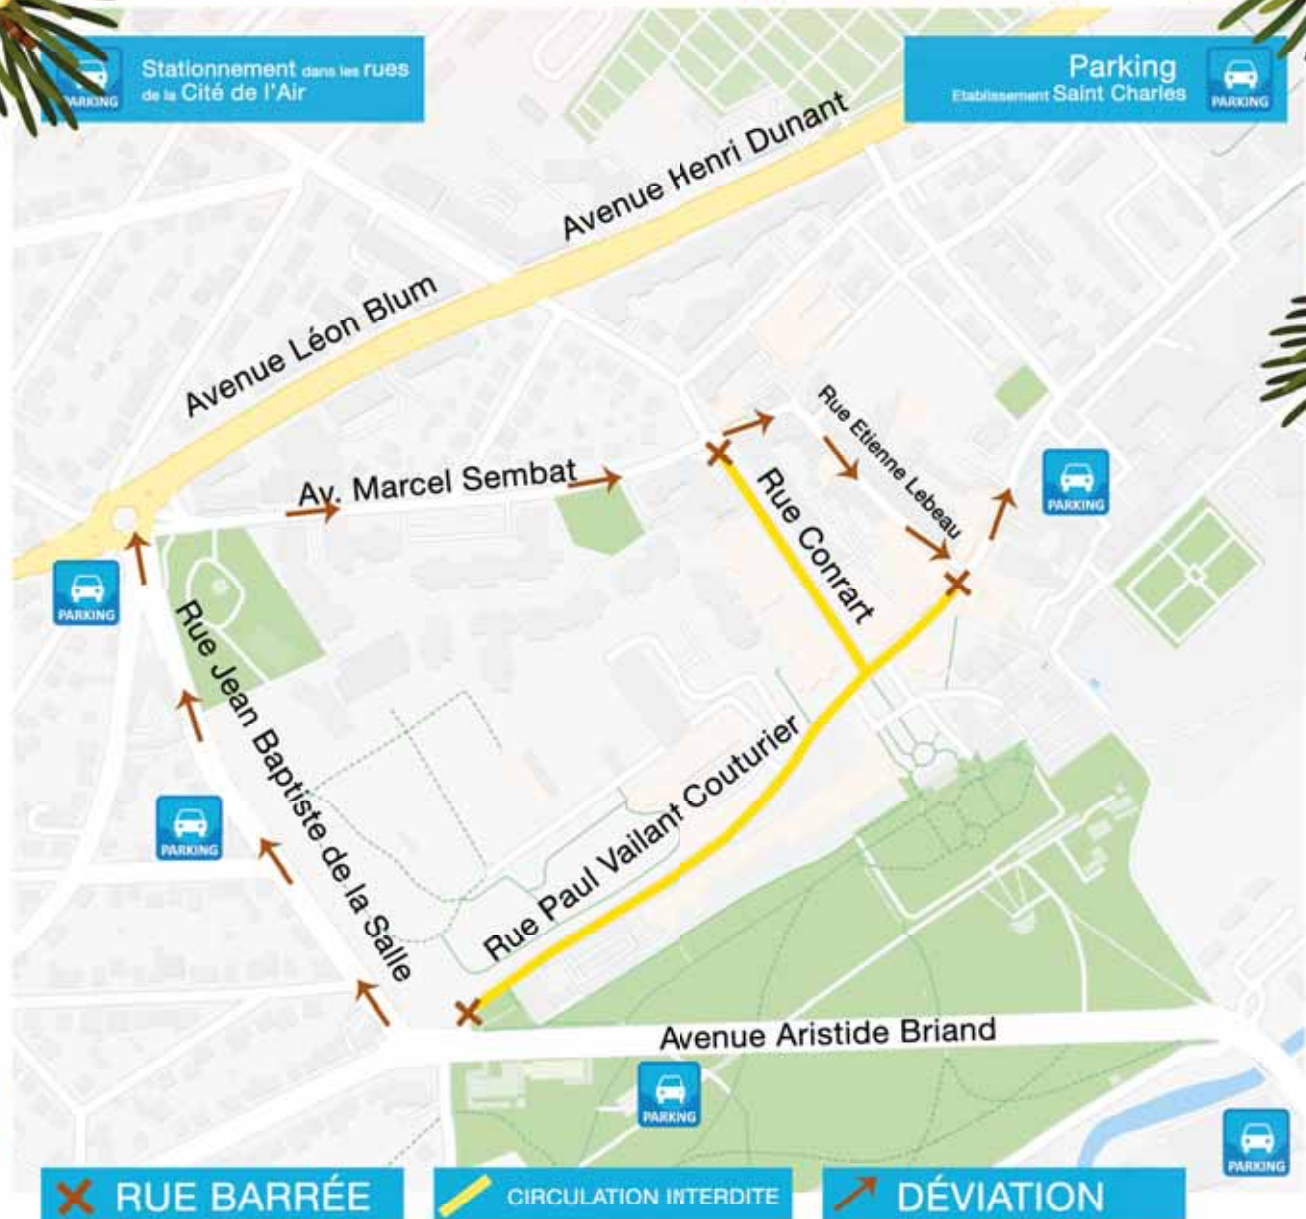 PARKING
Stationnement dans les rues
de la Cité de l'Air
Parking
Etablissement Saint Charles
PARKING
Avenue Henri Dunant
Avenue Léon Blum
Rue Etienne Lebeau
Av. Marcel Sembat
Rue Conrart
PARKING
PARKING
Rue Jean Baptiste de la Salle
PARKING
Rue Paul Vaillant Couturier
Avenue Aristide Briand
PARKING
PARKING
RUE BARRÉE
CIRCULATION INTERDITE
DÉVIATION